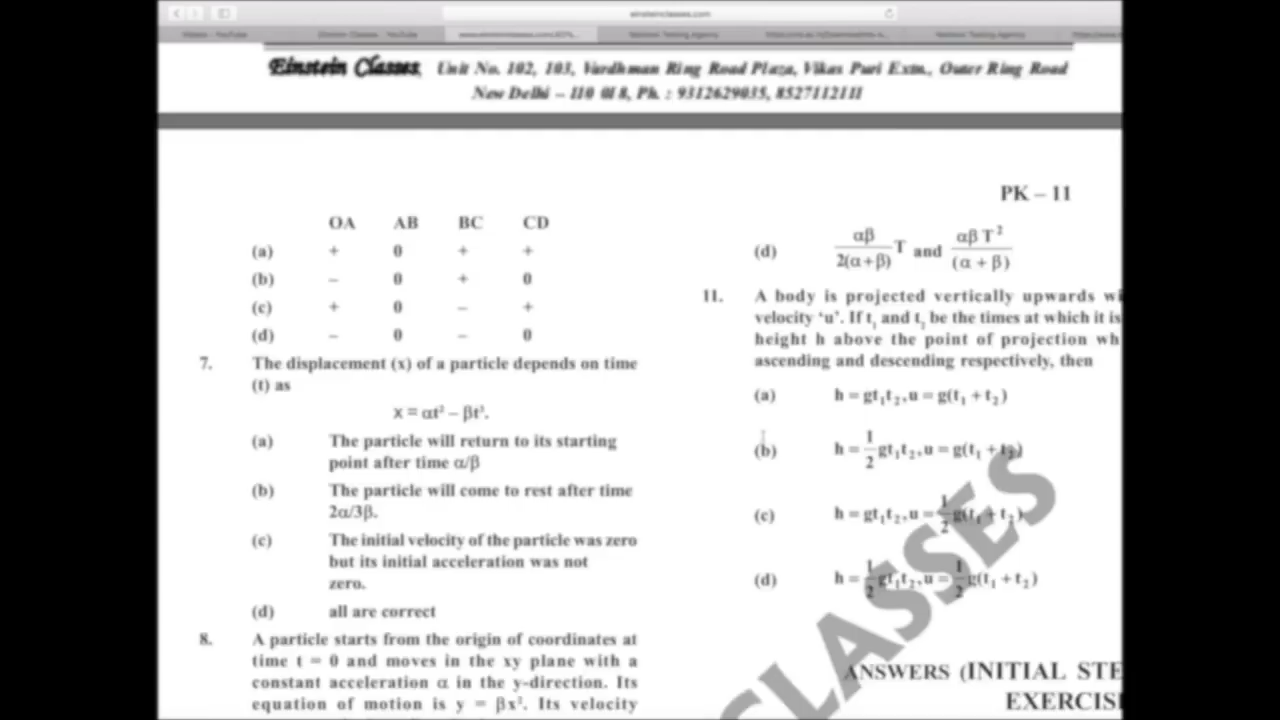 einsteinclasses.com
Einstein Classes, Unit No. 102, 103, Vardhman Ring Road Plaza, Vikas Puri Extn., Outer Ring Road
New Delhi – 110 018, Ph. : 9312629035, 8527112111
PK – 11
OA AB BC CD
(a) + 0 + +
(b) – 0 + 0
(c) + 0 – +
(d) – 0 – 0
7. The displacement (x) of a particle depends on time
(t) as
x = αt² – βt³.
(a) The particle will return to its starting
point after time α/β
(b) The particle will come to rest after time
2α/3β.
(c) The initial velocity of the particle was zero
but its initial acceleration was not
zero.
(d) all are correct
8. A particle starts from the origin of coordinates at
time t = 0 and moves in the xy plane with a
constant acceleration α in the y-direction. Its
equation of motion is y = βx². Its velocity
(d) αβ/2(α+β) T and αβT²/(α + β)
11. A body is projected vertically upwards wi
velocity 'u'. If t₁ and t₂ be the times at which it is
height h above the point of projection wh
ascending and descending respectively, then
(a) h = gt₁t₂, u = g(t₁ + t₂)
(b) h = 1/2 gt₁t₂, u = g(t₁ + t₂)
(c) h = gt₁t₂, u = 1/2 g(t₁ + t₂)
(d) h = 1/2 gt₁t₂, u = 1/2 g(t₁ + t₂)
CLASSES
ANSWERS (INITIAL STE
EXERCIS